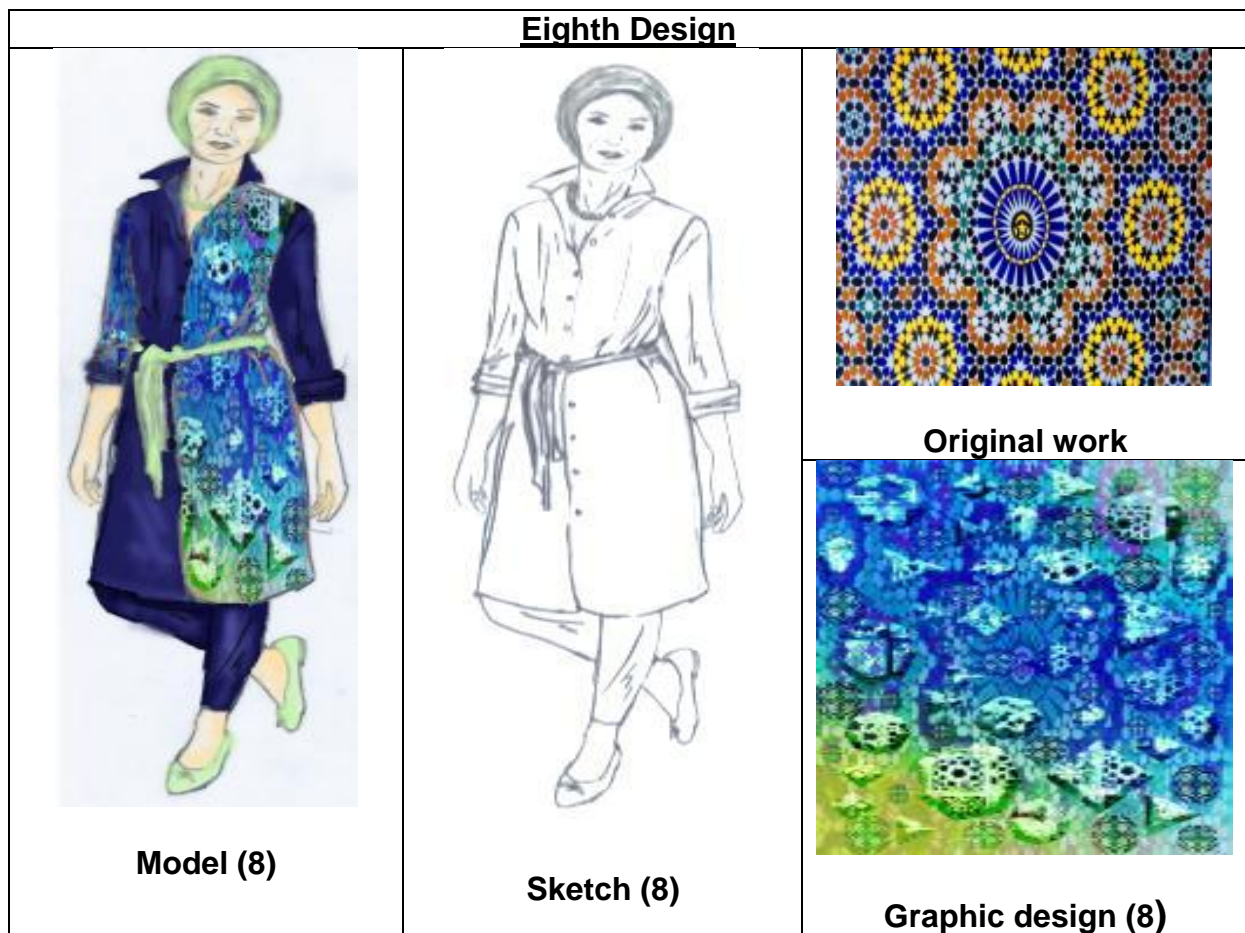 Eighth Design
Model (8)
Sketch (8)
Original work
Graphic design (8)